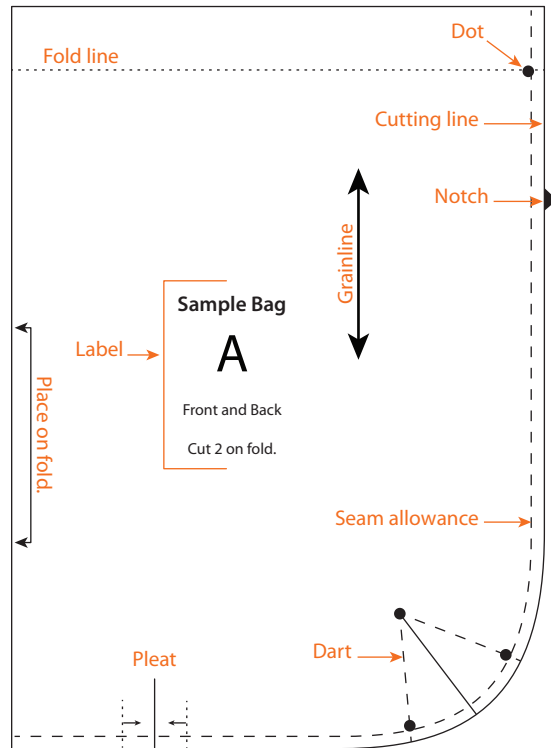 Dot
Fold line
Cutting line
Notch
Grainline
Sample Bag
Label
A
Place on fold.
Front and Back
Cut 2 on fold.
Seam allowance
Dart
Pleat